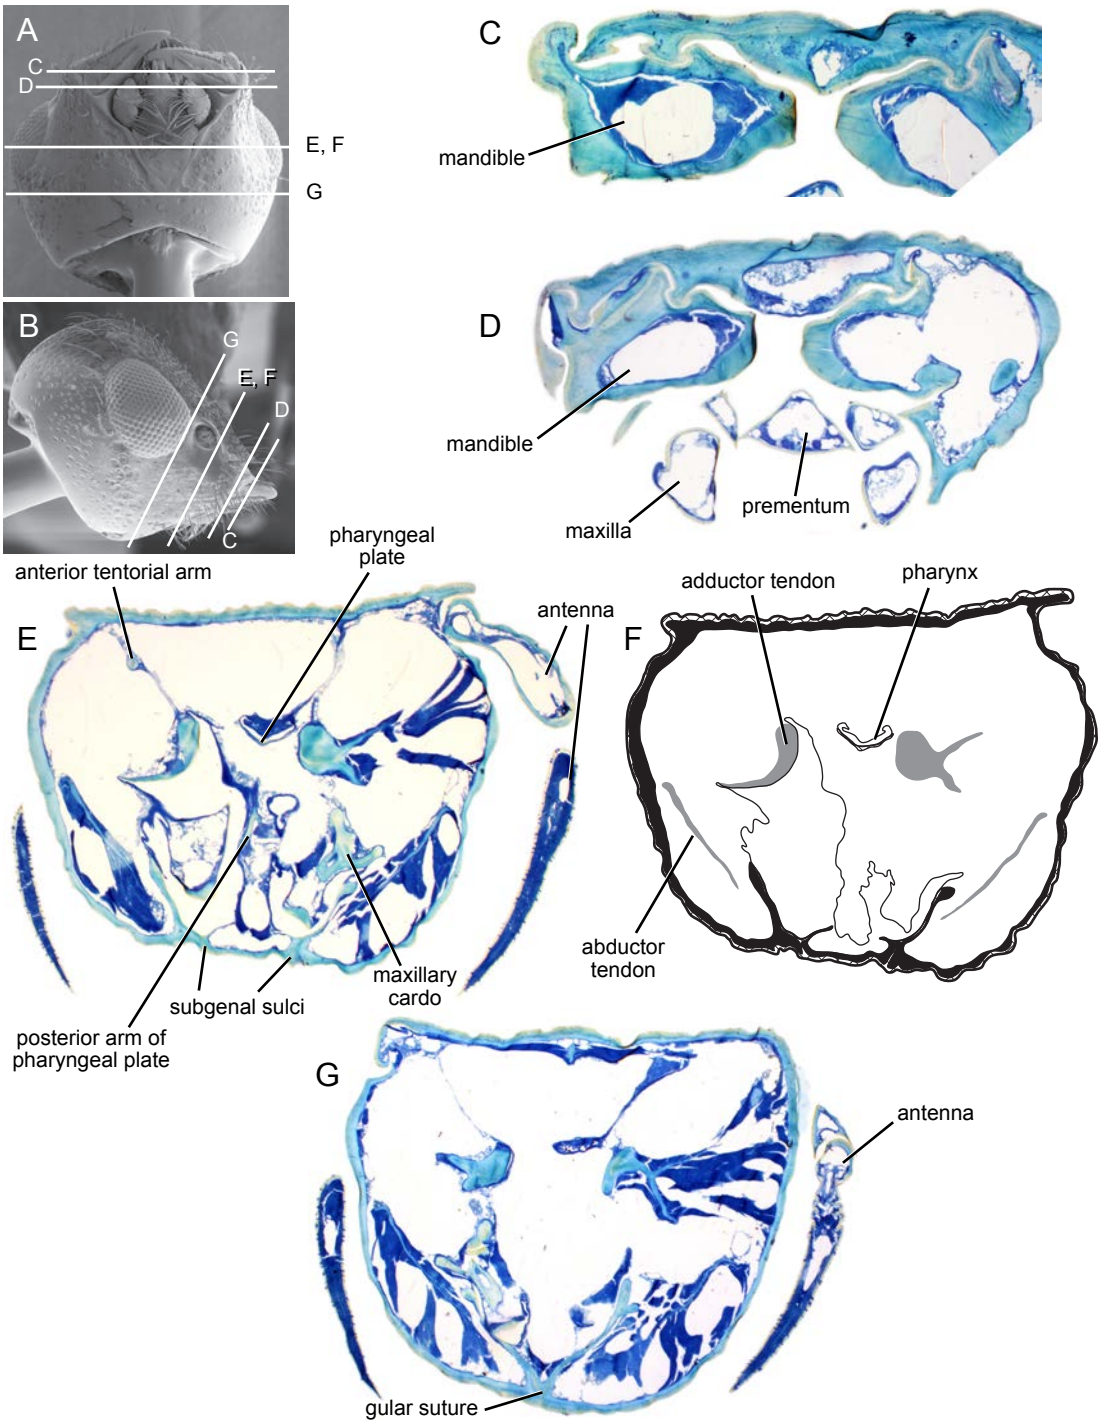 A
C
D
E, F
G
B
G
E, F
D
C
C
mandible
D
mandible
maxilla
prementum
E
anterior tentorial arm
pharyngeal
plate
antenna
subgenal sulci
maxillary
cardo
posterior arm of
pharyngeal plate
F
adductor tendon
pharynx
abductor
tendon
G
antenna
gular suture